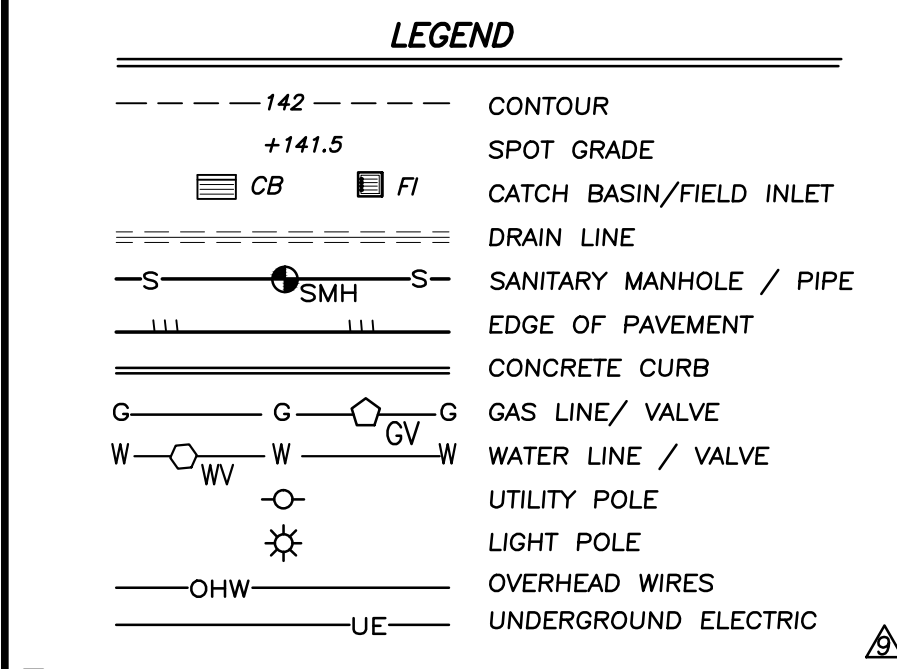 LEGEND
142 CONTOUR
+141.5 SPOT GRADE
CB FI CATCH BASIN/FIELD INLET
DRAIN LINE
S SMH S SANITARY MANHOLE / PIPE
EDGE OF PAVEMENT
CONCRETE CURB
G G GV G GAS LINE/ VALVE
W WV W W WATER LINE / VALVE
UTILITY POLE
LIGHT POLE
OHW OVERHEAD WIRES
UE UNDERGROUND ELECTRIC
9